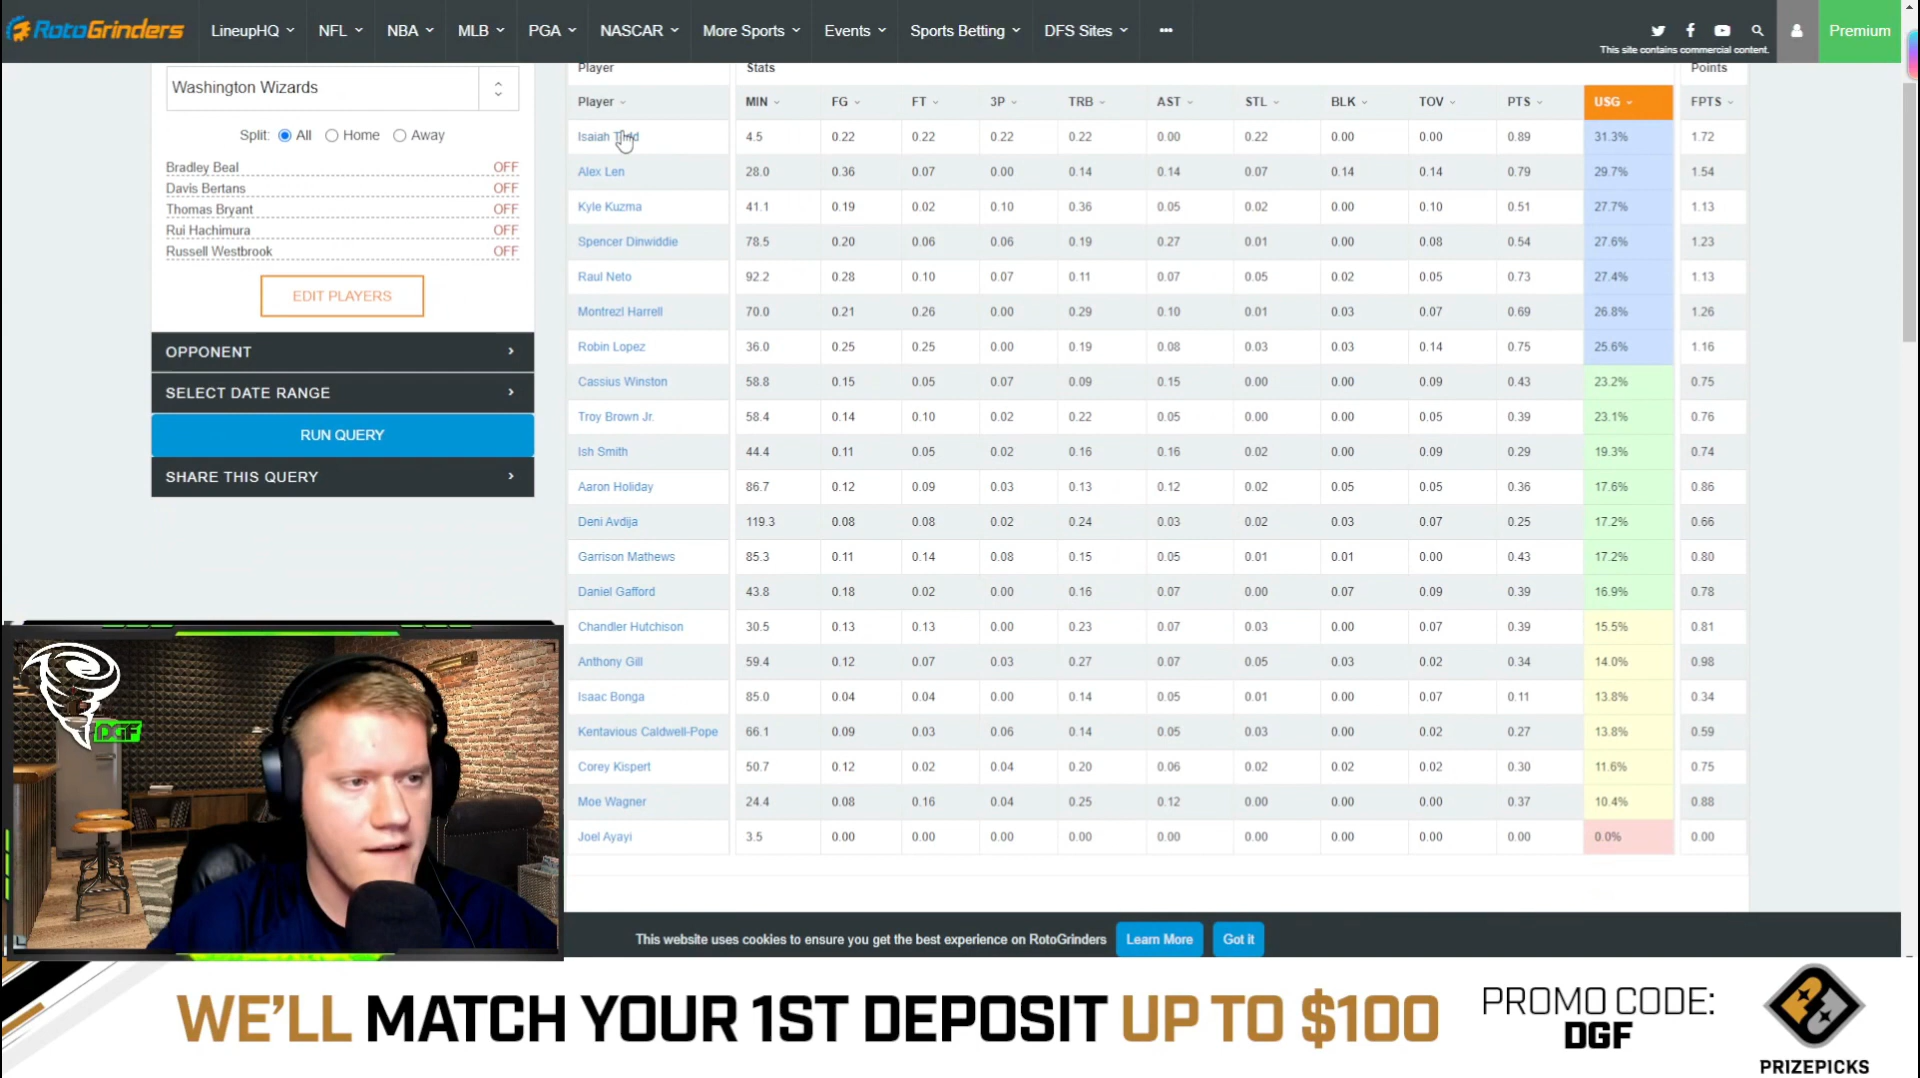 RotoGrinders LineupHQ NFL NBA MLB PGA NASCAR More Sports Events Sports Betting DFS Sites ••• Premium
This site contains commercial content.
Washington Wizards
Split: All Home Away
Bradley Beal OFF
Davis Bertans OFF
Thomas Bryant OFF
Rui Hachimura OFF
Russell Westbrook OFF
EDIT PLAYERS
OPPONENT
SELECT DATE RANGE
RUN QUERY
SHARE THIS QUERY
Player Stats Points
Player MIN FG FT 3P TRB AST STL BLK TOV PTS USG FPTS
Isaiah 4.5 0.22 0.22 0.22 0.22 0.00 0.22 0.00 0.00 0.89 31.3% 1.72
Alex Len 28.0 0.36 0.07 0.00 0.14 0.14 0.07 0.14 0.14 0.79 29.7% 1.54
Kyle Kuzma 41.1 0.19 0.02 0.10 0.36 0.05 0.02 0.00 0.10 0.51 27.7% 1.13
Spencer Dinwiddie 78.5 0.20 0.06 0.06 0.19 0.27 0.01 0.00 0.08 0.54 27.6% 1.23
Raul Neto 92.2 0.28 0.10 0.07 0.11 0.07 0.05 0.02 0.05 0.73 27.4% 1.13
Montrezl Harrell 70.0 0.21 0.26 0.00 0.29 0.10 0.01 0.03 0.07 0.69 26.8% 1.26
Robin Lopez 36.0 0.25 0.25 0.00 0.19 0.08 0.03 0.03 0.14 0.75 25.6% 1.16
Cassius Winston 58.8 0.15 0.05 0.07 0.09 0.15 0.00 0.00 0.09 0.43 23.2% 0.75
Troy Brown Jr. 58.4 0.14 0.10 0.02 0.22 0.05 0.00 0.00 0.05 0.39 23.1% 0.76
Ish Smith 44.4 0.11 0.05 0.02 0.16 0.16 0.02 0.00 0.09 0.29 19.3% 0.74
Aaron Holiday 86.7 0.12 0.09 0.03 0.13 0.12 0.02 0.05 0.05 0.36 17.6% 0.86
Deni Avdija 119.3 0.08 0.08 0.02 0.24 0.03 0.02 0.03 0.07 0.25 17.2% 0.66
Garrison Mathews 85.3 0.11 0.14 0.08 0.15 0.05 0.01 0.01 0.00 0.43 17.2% 0.80
Daniel Gafford 43.8 0.18 0.02 0.00 0.16 0.07 0.00 0.07 0.09 0.39 16.9% 0.78
Chandler Hutchison 30.5 0.13 0.13 0.00 0.23 0.07 0.03 0.00 0.07 0.39 15.5% 0.81
Anthony Gill 59.4 0.12 0.07 0.03 0.27 0.07 0.05 0.03 0.02 0.34 14.0% 0.98
Isaac Bonga 85.0 0.04 0.04 0.00 0.14 0.05 0.01 0.00 0.07 0.11 13.8% 0.34
Kentavious Caldwell-Pope 66.1 0.09 0.03 0.06 0.14 0.05 0.03 0.00 0.02 0.27 13.8% 0.59
Corey Kispert 50.7 0.12 0.02 0.04 0.20 0.06 0.02 0.02 0.02 0.30 11.6% 0.75
Moe Wagner 24.4 0.08 0.16 0.04 0.25 0.12 0.00 0.00 0.00 0.37 10.4% 0.88
Joel Ayayi 3.5 0.00 0.00 0.00 0.00 0.00 0.00 0.00 0.00 0.00 0.0% 0.00
DGF
This website uses cookies to ensure you get the best experience on RotoGrinders Learn More Got it
WE'LL MATCH YOUR 1ST DEPOSIT UP TO $100
PROMO CODE:
DGF
PRIZEPICKS